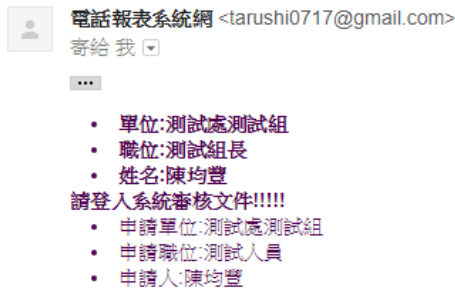 電話報表系統網 <tarushi0717@gmail.com>
寄給 我
...
• 單位:測試處測試組
• 職位:測試組長
• 姓名:陳均豐
請登入系統審核文件!!!!!
• 申請單位:測試處測試組
• 申請職位:測試人員
• 申請人:陳均豐